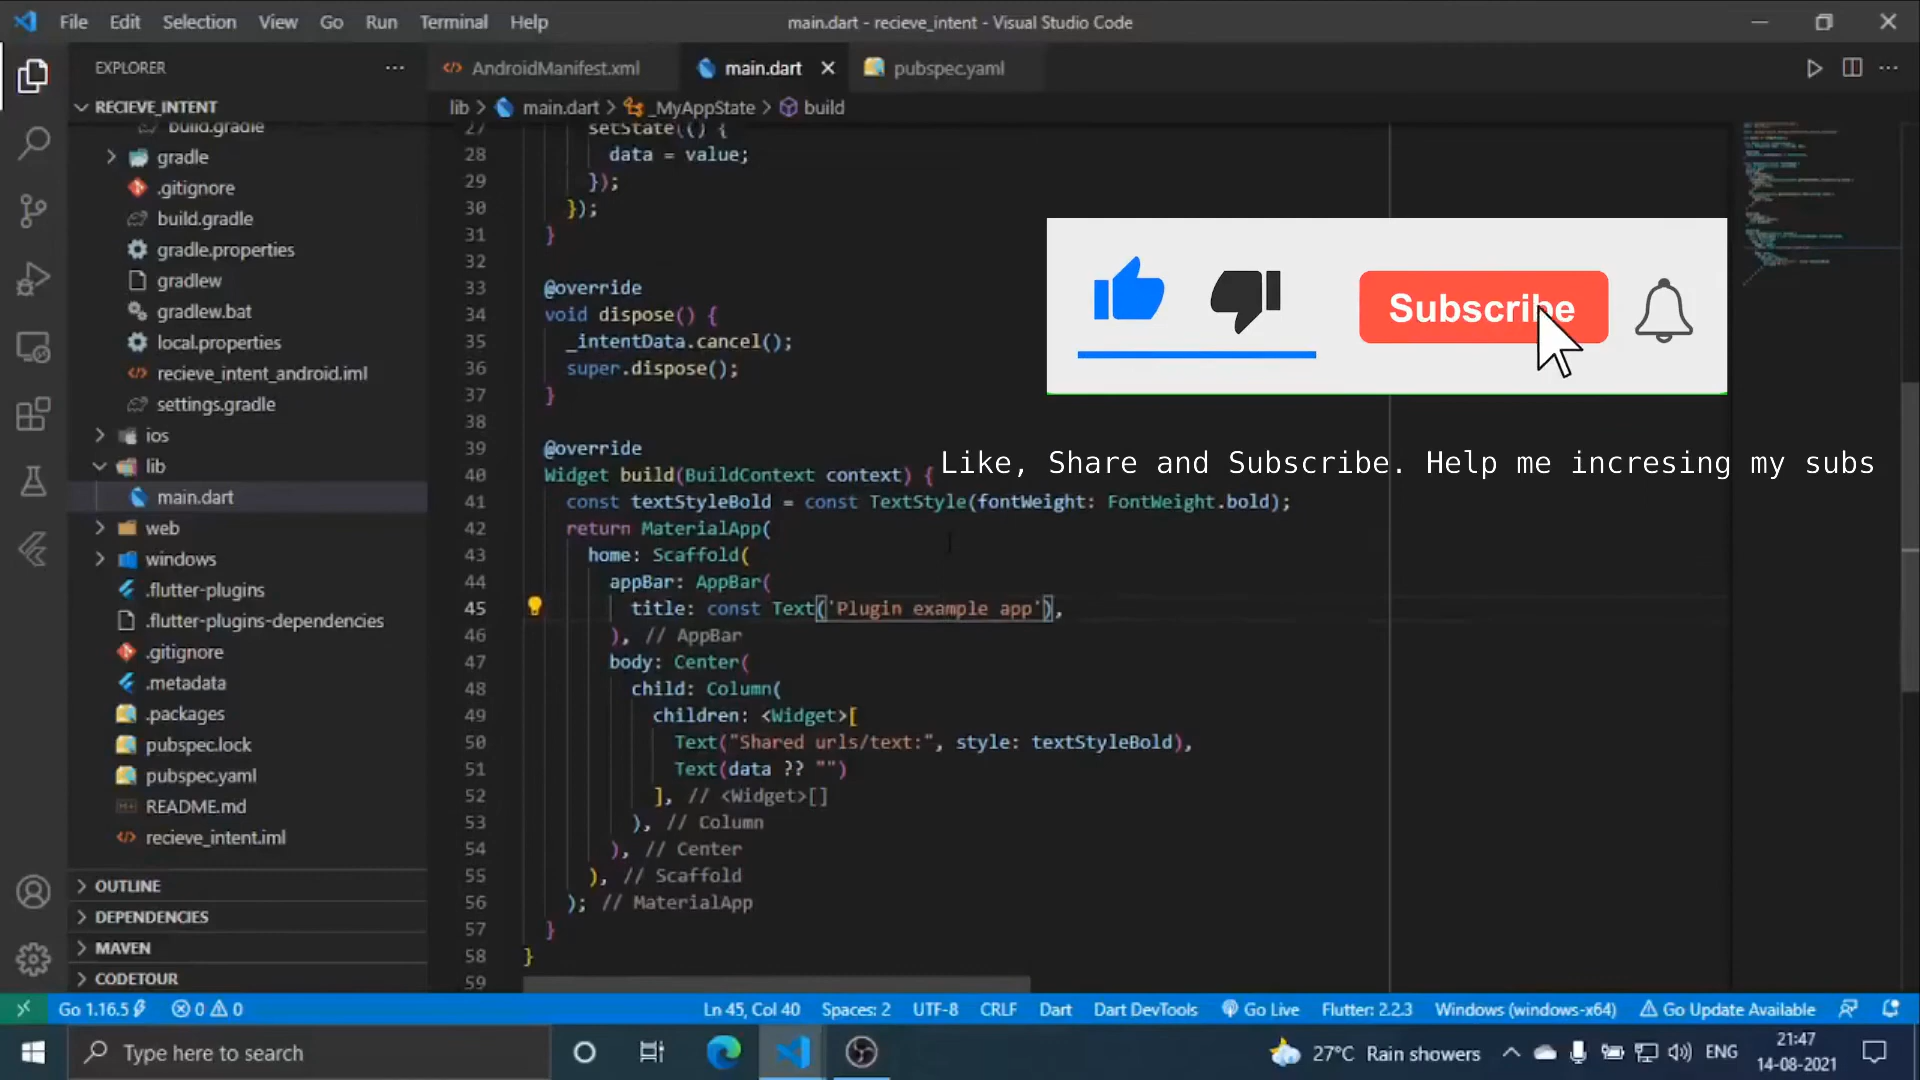 File Edit Selection View Go Run Terminal Help
main.dart - recieve_intent - Visual Studio Code
EXPLORER
AndroidManifest.xml
main.dart
pubspec.yaml
RECIEVE_INTENT
lib > main.dart > _MyAppState > build
build.gradle
gradle
.gitignore
build.gradle
gradle.properties
gradlew
gradlew.bat
local.properties
recieve_intent_android.iml
settings.gradle
ios
lib
main.dart
web
windows
.flutter-plugins
.flutter-plugins-dependencies
.gitignore
.metadata
.packages
pubspec.lock
pubspec.yaml
README.md
recieve_intent.iml
OUTLINE
DEPENDENCIES
MAVEN
CODETOUR
27 setState(() {
28 data = value;
29 });
30 });
31 }
32
33 @override
34 void dispose() {
35 _intentData.cancel();
36 super.dispose();
37 }
38
39 @override
40 Widget build(BuildContext context) {
41 const textStyleBold = const TextStyle(fontWeight: FontWeight.bold);
42 return MaterialApp(
43 home: Scaffold(
44 appBar: AppBar(
45 title: const Text('Plugin example app'),
46 ), // AppBar
47 body: Center(
48 child: Column(
49 children: <Widget>[
50 Text("Shared urls/text:", style: textStyleBold),
51 Text(data ?? "")
52 ], // <Widget>[]
53 ), // Column
54 ), // Center
55 ), // Scaffold
56 ); // MaterialApp
57 }
58 }
59
Subscribe
Like, Share and Subscribe. Help me incresing my subs
Go 1.16.5 0 0 Ln 45, Col 40 Spaces: 2 UTF-8 CRLF Dart Dart DevTools Go Live Flutter: 2.2.3 Windows (windows-x64) Go Update Available
Type here to search
27°C Rain showers
ENG
21:47
14-08-2021